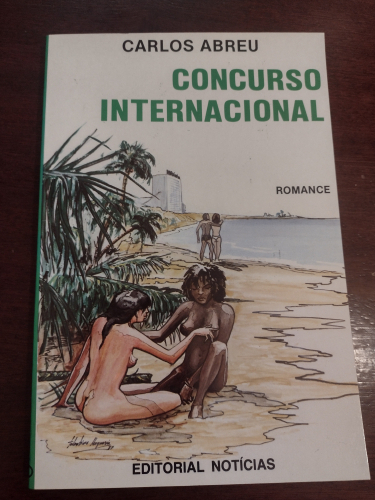 CARLOS ABREU
CONCURSO
INTERNACIONAL
ROMANCE
EDITORIAL NOTÍCIAS